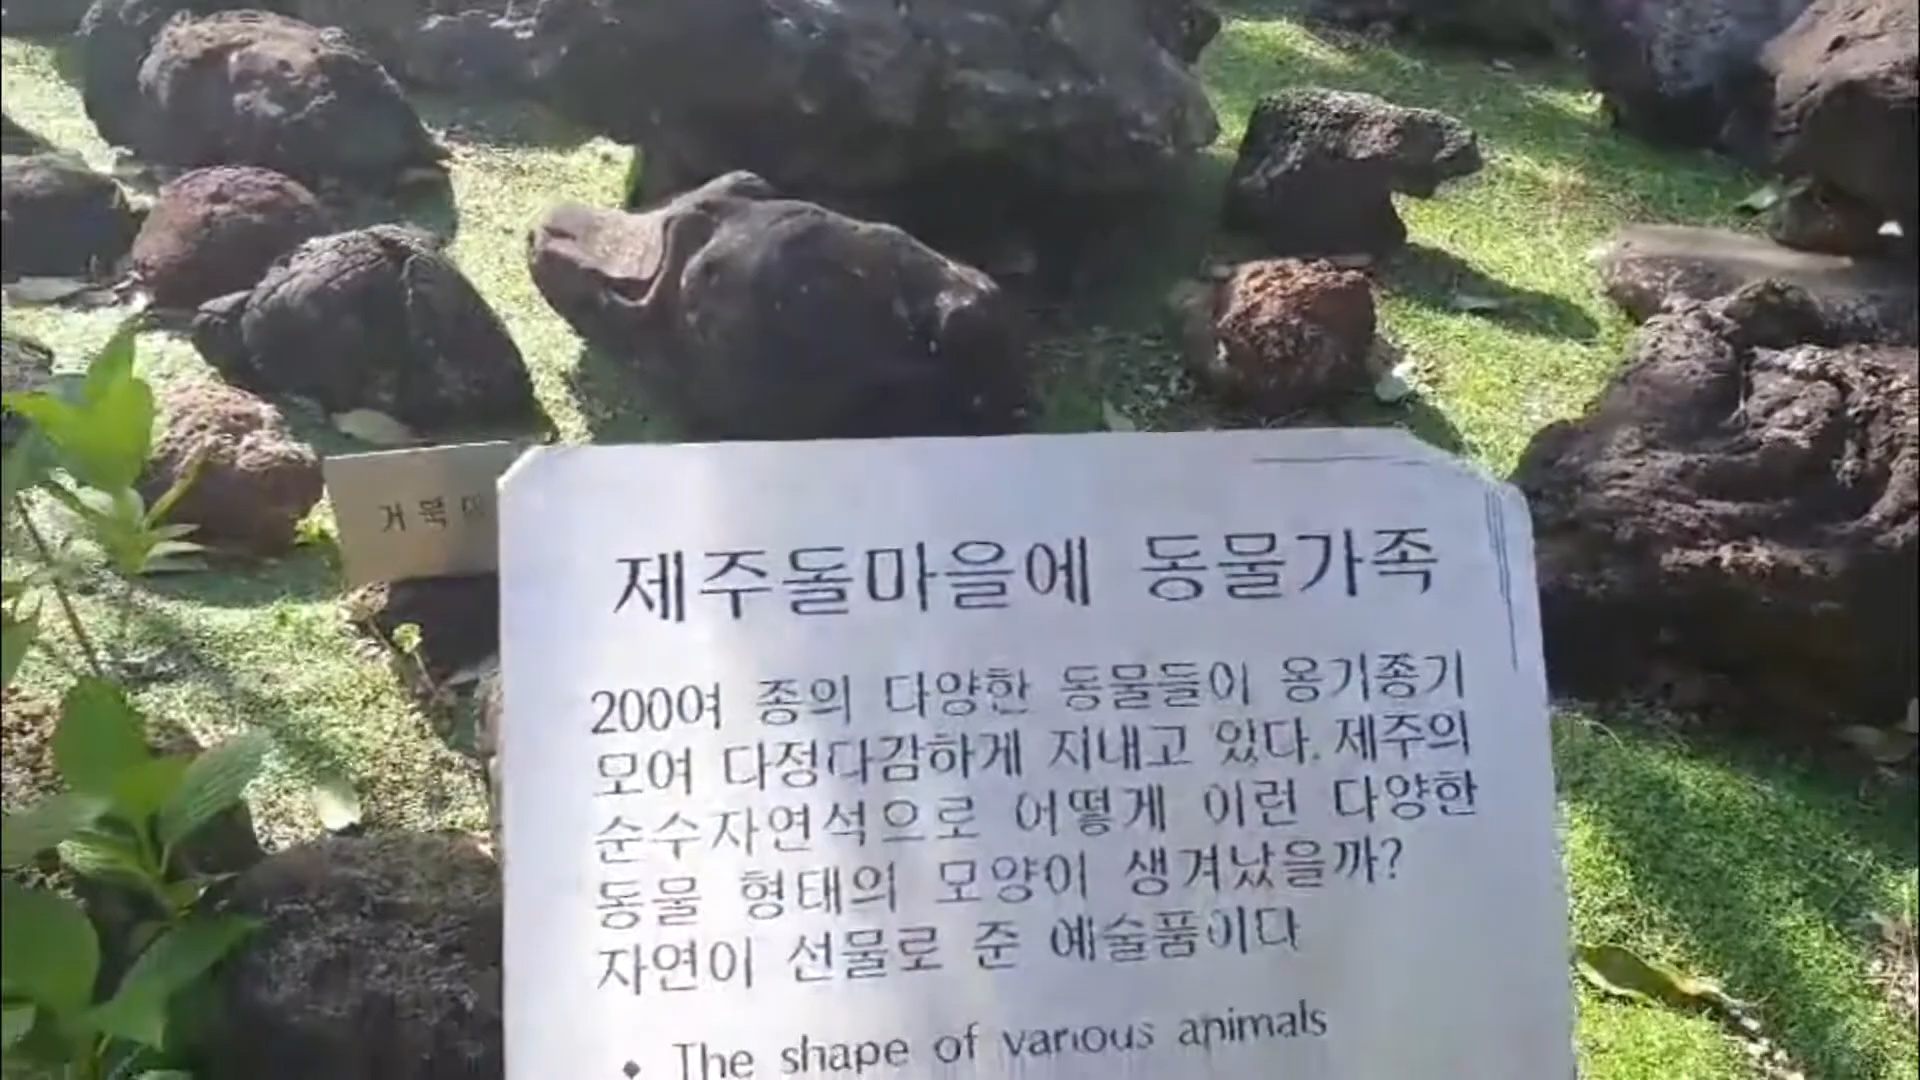 거북
제주돌마을에 동물가족
2000여 종의 다양한 동물들이 옹기종기
모여 다정다감하게 지내고 있다. 제주의
순수자연석으로 어떻게 이런 다양한
동물 형태의 모양이 생겨났을까?
자연이 선물로 준 예술품이다
◆ The shape of various animals